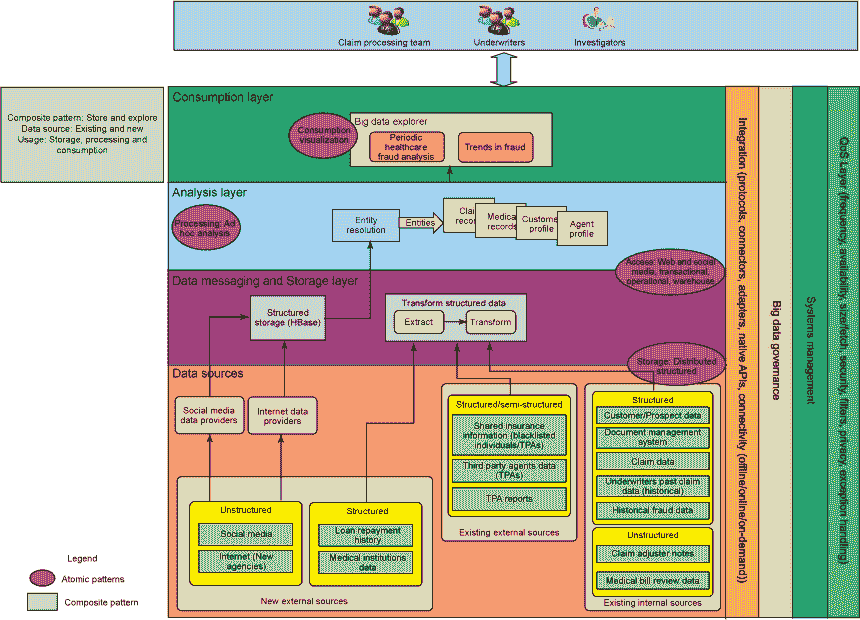 Claim processing team
Underwriters
Investigators
Composite pattern: Store and explore
Data source: Existing and new
Usage: Storage, processing and
consumption
Consumption layer
Big data explorer
Consumption
visualization
Periodic
healthcare
fraud analysis
Trends in fraud
Analysis layer
Processing: Ad
hoc analysis
Entity
resolution
Entities
Claim
records
Medical
records
Customer
profile
Agent
profile
Access: Web and social
media, transactional,
operational, warehouse
Data messaging and Storage layer
Structured
storage (HBase)
Transform structured data
Extract
Transform
Storage: Distributed
structured
Data sources
Social media
data providers
Internet data
providers
Unstructured
Social media
Internet (New
agencies)
Structured
Loan repayment
history
Medical institutions
data
New external sources
Structured/semi-structured
Shared insurance
information (blacklisted
individuals/TPAs)
Third party agents data
(TPAs)
TPA reports
Existing external sources
Structured
Customer/Prospect data
Document management
system
Claim data
Underwriters past claim
data (historical)
Historical fraud data
Unstructured
Claim adjuster notes
Medical bill review data
Existing internal sources
Integration (protocols, connectors, adapters, native APIs, connectivity (offline/online/on-demand))
Big data governance
Systems management
QoS Layer (frequency, availability, size/fetch, security, filters, privacy, exception handling))
Legend
Atomic patterns
Composite pattern